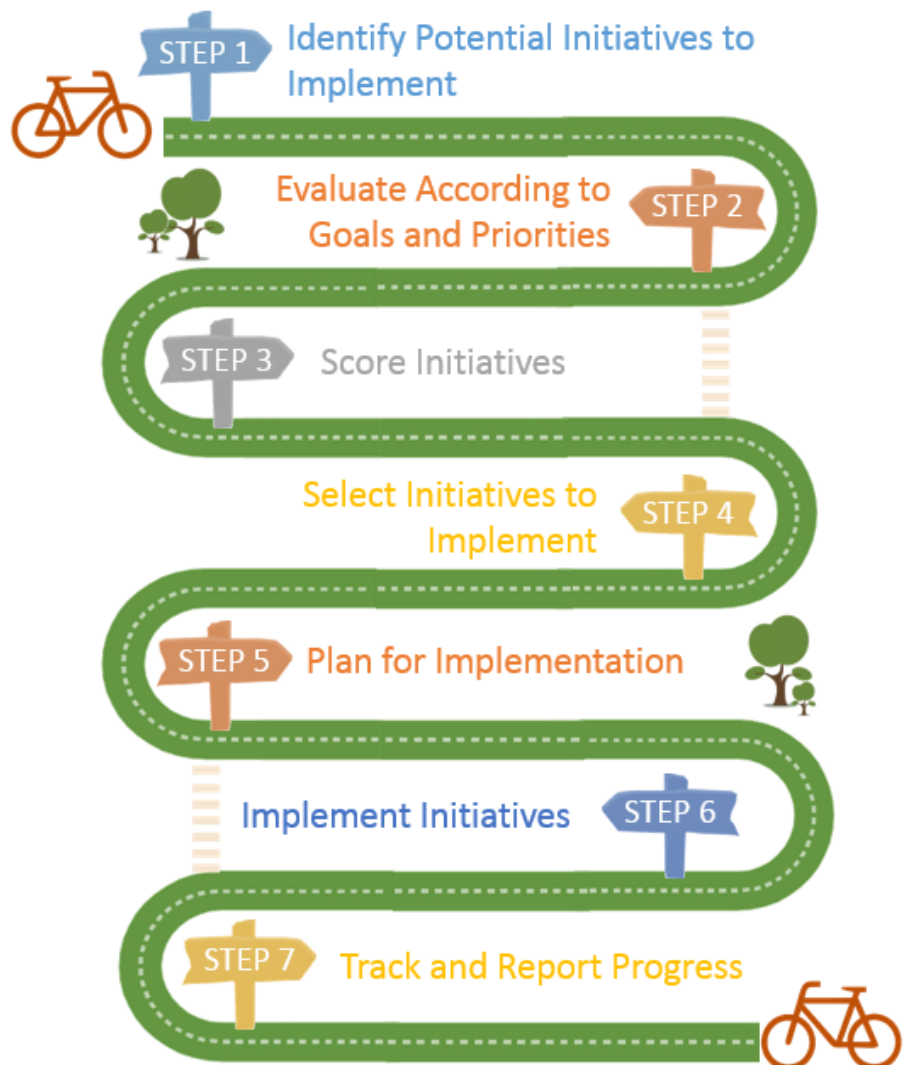 STEP 1
Identify Potential Initiatives to
Implement
Evaluate According to
Goals and Priorities
STEP 2
STEP 3
Score Initiatives
Select Initiatives to
Implement
STEP 4
STEP 5
Plan for Implementation
Implement Initiatives
STEP 6
STEP 7
Track and Report Progress